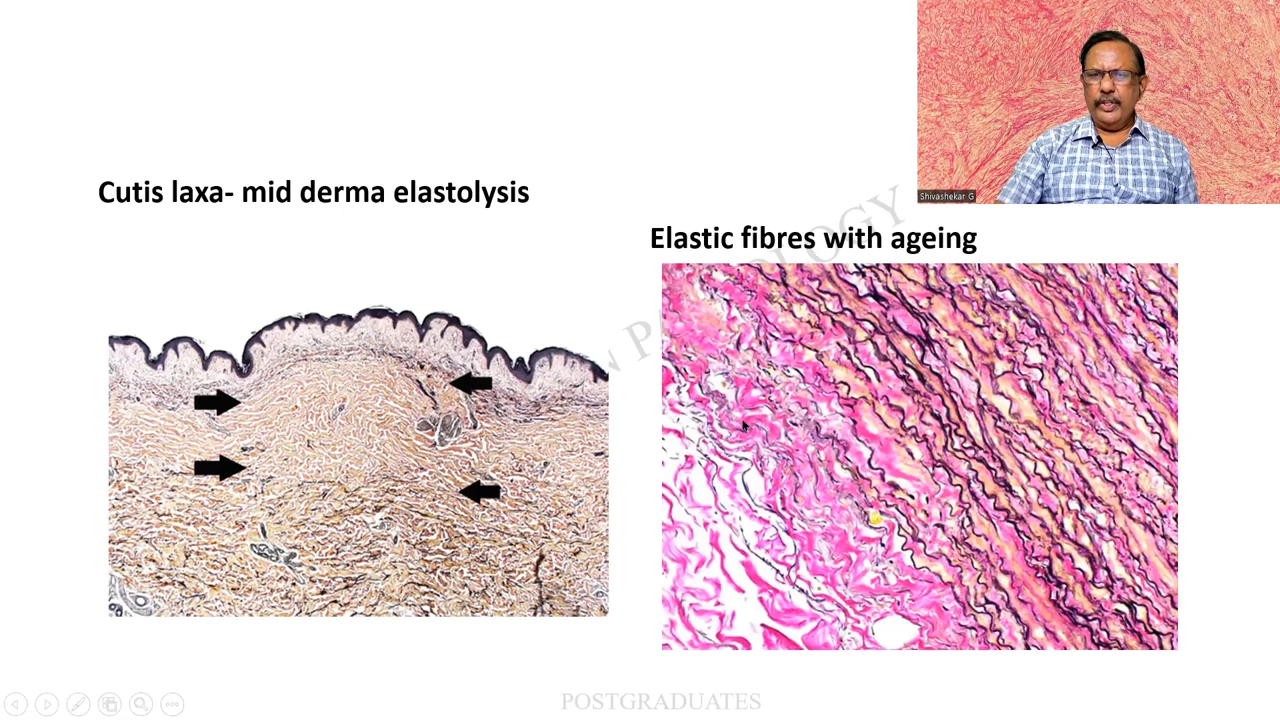 Cutis laxa- mid derma elastolysis
Shivashekar G
Elastic fibres with ageing
POSTGRADUATES